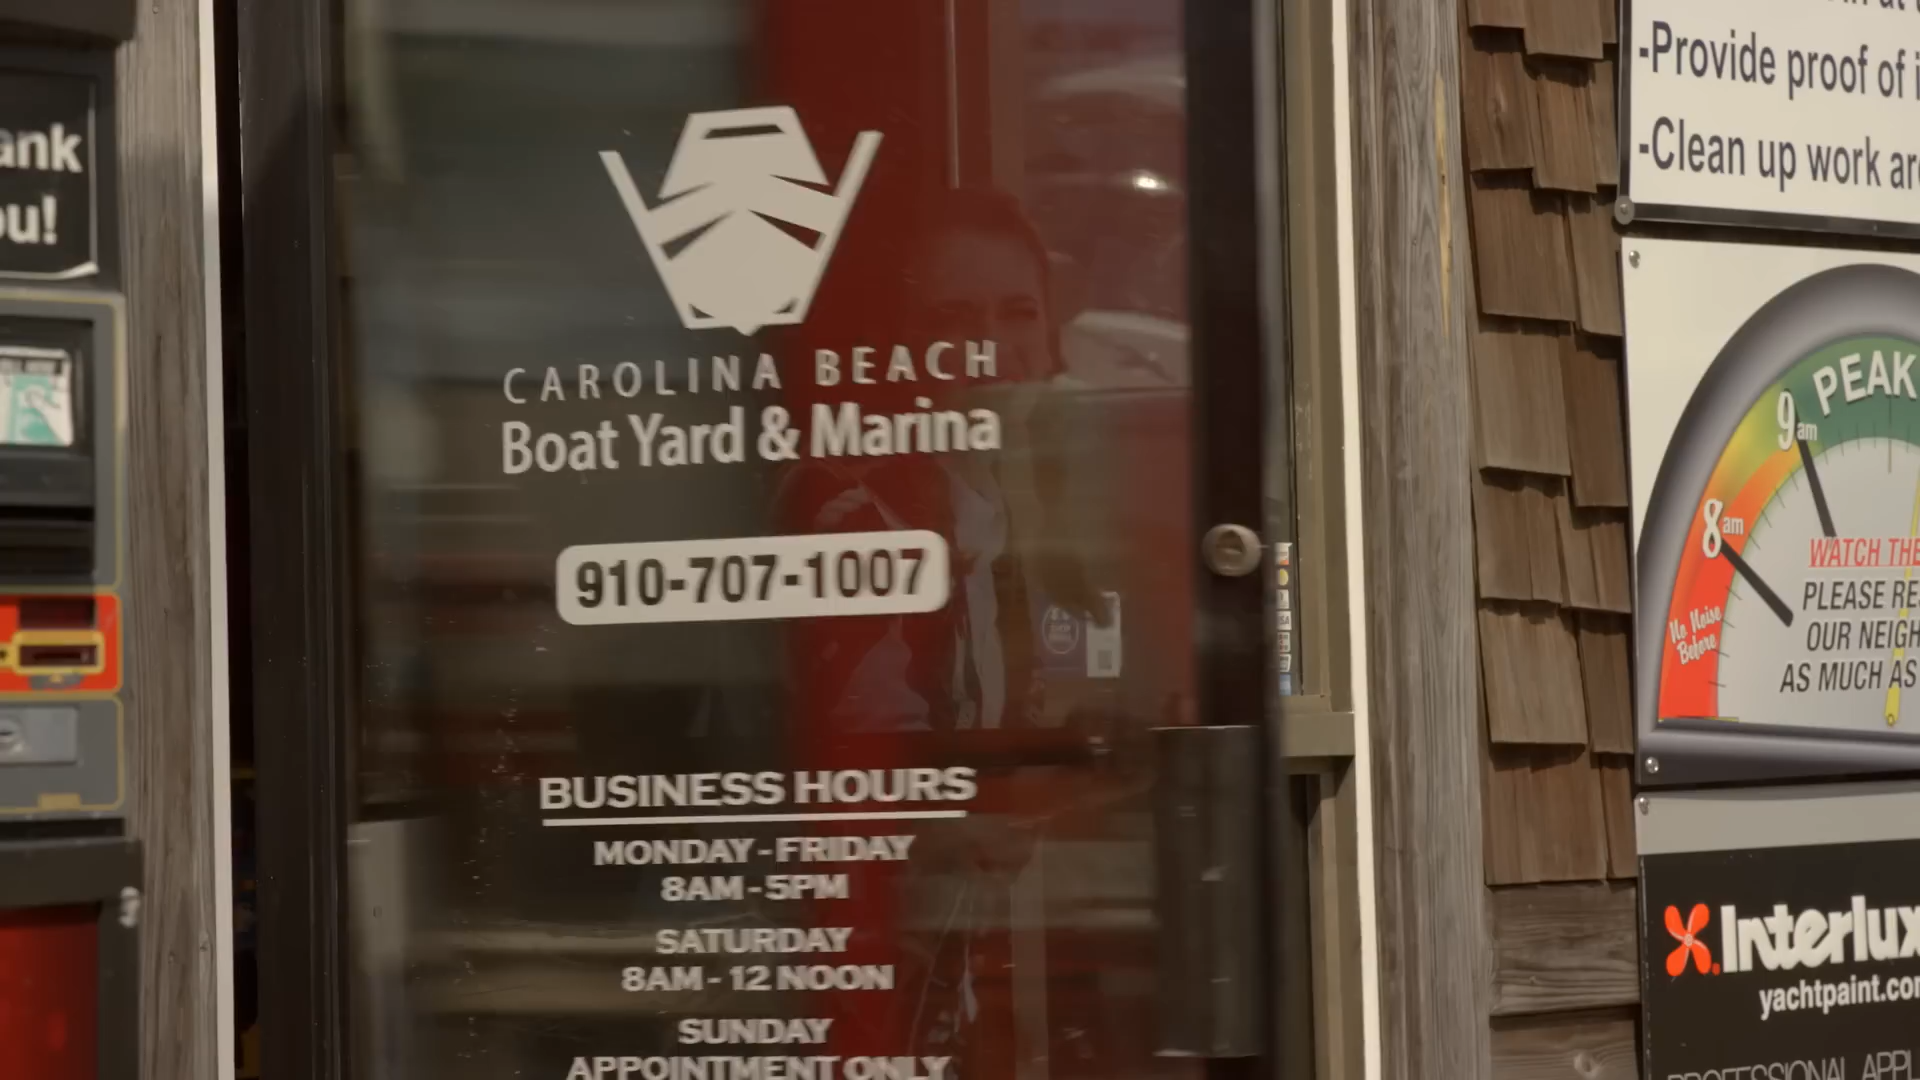 ank
ou!
CAROLINA BEACH
Boat Yard & Marina
910-707-1007
BUSINESS HOURS
MONDAY - FRIDAY
8AM - 5PM
SATURDAY
8AM - 12 NOON
SUNDAY
APPOINTMENT ONLY
-Provide proof of
-Clean up work
PEAK
9am
8am
No Noise
Before
WATCH THE
PLEASE RE
OUR NEIGH
AS MUCH AS
Interlux
yachtpaint.com
PROFESSIONAL APPL